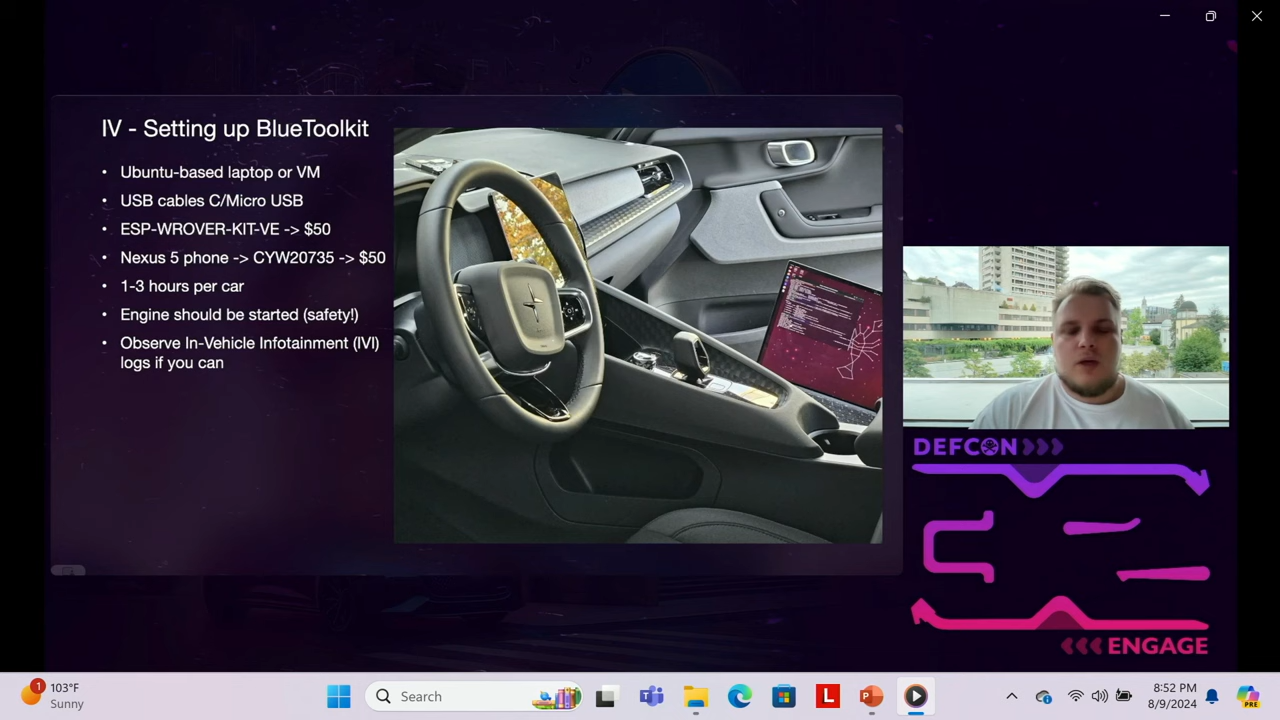 IV - Setting up BlueToolkit
• Ubuntu-based laptop or VM
• USB cables C/Micro USB
• ESP-WROVER-KIT-VE -> $50
• Nexus 5 phone -> CYW20735 -> $50
• 1-3 hours per car
• Engine should be started (safety!)
• Observe In-Vehicle Infotainment (IVI)
logs if you can
DEFCON
ENGAGE
1
103°F
Sunny
Search
L
8:52 PM
8/9/2024
PRE